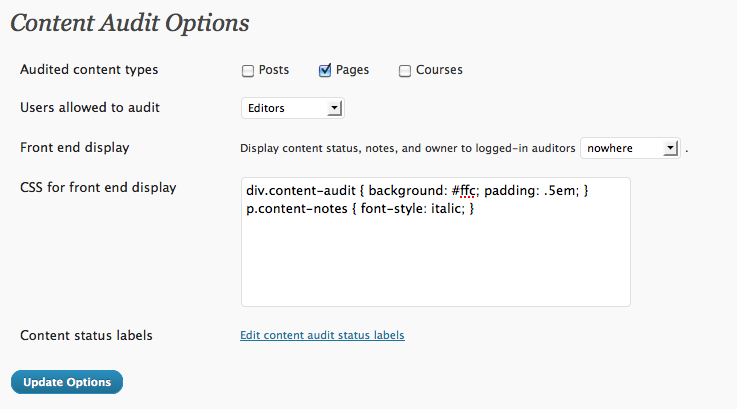 Content Audit Options
Audited content types Posts Pages Courses
Users allowed to audit Editors
Front end display Display content status, notes, and owner to logged-in auditors nowhere .
CSS for front end display div.content-audit { background: #ffc; padding: .5em; }
p.content-notes { font-style: italic; }
Content status labels Edit content audit status labels
Update Options